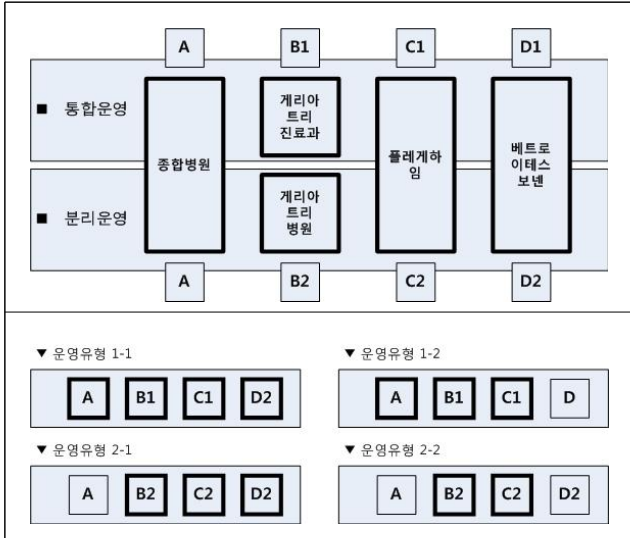 A B1 C1 D1
■ 통합운영
종합병원
게리아
트리
진료과
플레게하
임
베트로
이테스
보넨
■ 분리운영
게리아
트리
병원
A B2 C2 D2
▼ 운영유형 1-1
A B1 C1 D2
▼ 운영유형 1-2
A B1 C1 D
▼ 운영유형 2-1
A B2 C2 D2
▼ 운영유형 2-2
A B2 C2 D2